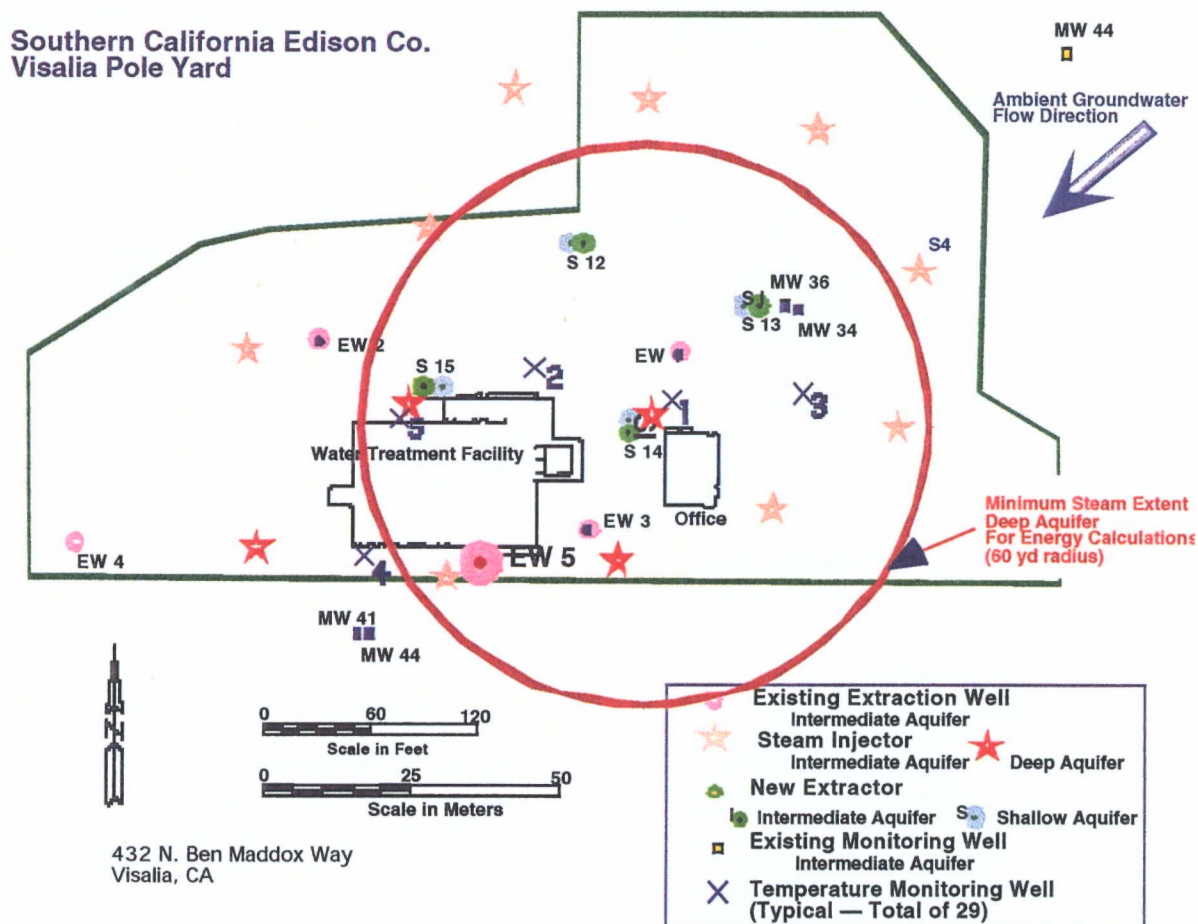 Southern California Edison Co.
Visalia Pole Yard
MW 44
Ambient Groundwater
Flow Direction
S4
S 12
MW 36
S I
S 13
MW 34
EW 2
EW
S 15
2
1
3
5
S 14
Water Treatment Facility
EW 3
Office
EW 4
EW 5
4
Minimum Steam Extent
Deep Aquifer
For Energy Calculations
(60 yd radius)
MW 41
MW 44
N
0 60 120
Scale in Feet
0 25 50
Scale in Meters
432 N. Ben Maddox Way
Visalia, CA
Existing Extraction Well
Intermediate Aquifer
Steam Injector
Intermediate Aquifer
Deep Aquifer
New Extractor
I Intermediate Aquifer
S Shallow Aquifer
Existing Monitoring Well
Intermediate Aquifer
Temperature Monitoring Well
(Typical — Total of 29)